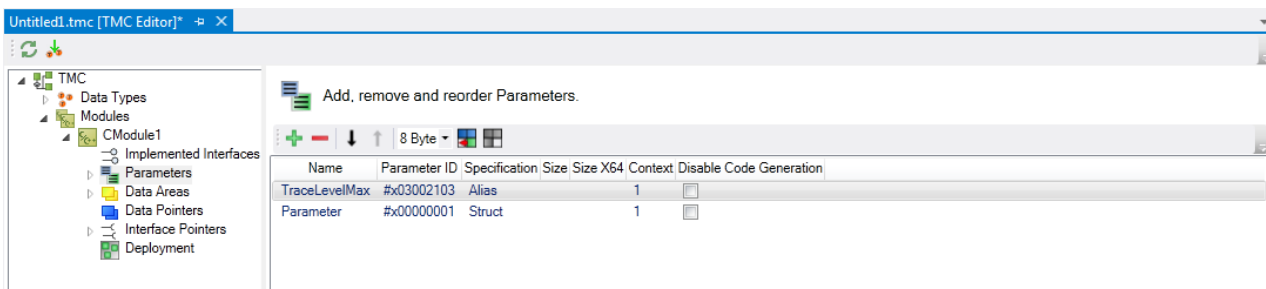 Untitled1.tmc [TMC Editor]*
TMC
Data Types
Modules
CModule1
Implemented Interfaces
Parameters
Data Areas
Data Pointers
Interface Pointers
Deployment
Add, remove and reorder Parameters.
8 Byte
Name Parameter ID Specification Size Size X64 Context Disable Code Generation
TraceLevelMax #x03002103 Alias 1
Parameter #x00000001 Struct 1